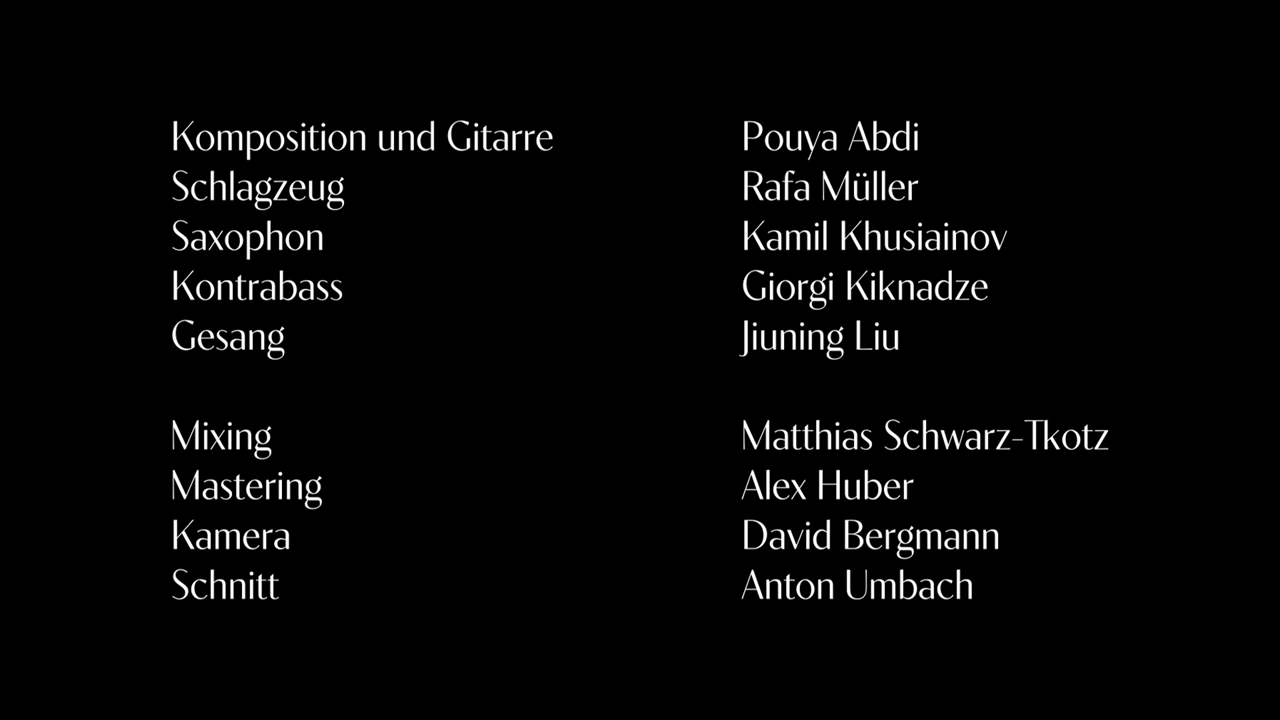 Komposition und Gitarre Pouya Abdi
Schlagzeug Rafa Müller
Saxophon Kamil Khusiainov
Kontrabass Giorgi Kiknadze
Gesang Jiuning Liu
Mixing Matthias Schwarz-Tkotz
Mastering Alex Huber
Kamera David Bergmann
Schnitt Anton Umbach